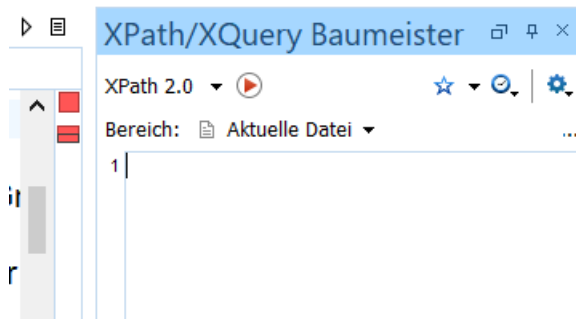 XPath/XQuery Baumeister
XPath 2.0
Bereich: Aktuelle Datei
...
1